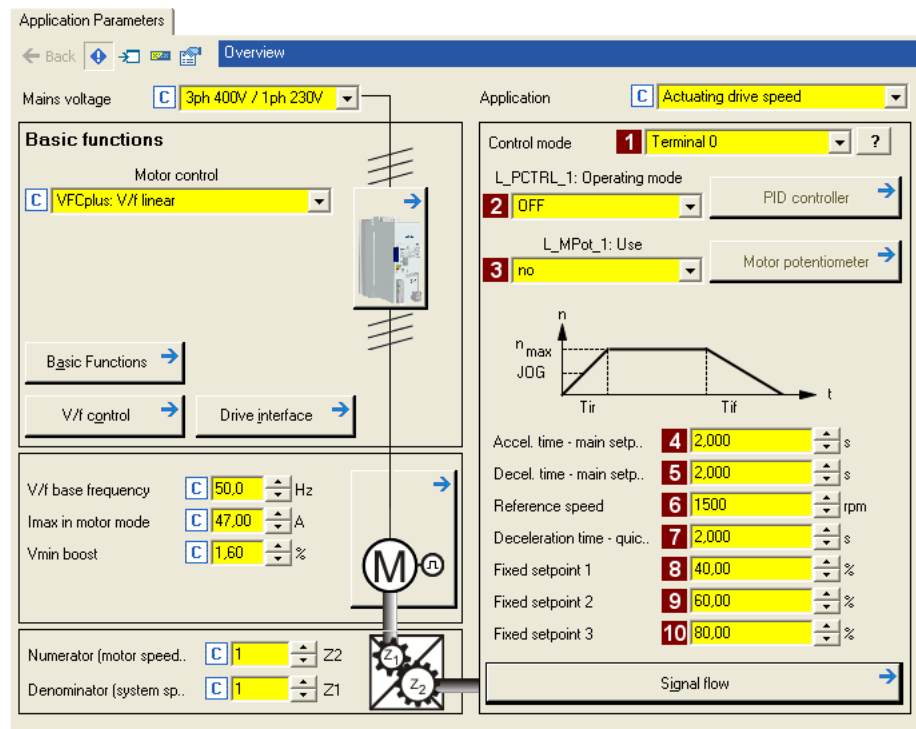 Application Parameters
Back
Overview
Mains voltage
C 3ph 400V / 1ph 230V
Application
C Actuating drive speed
Basic functions
Motor control
C VFCplus: V/f linear
Basic Functions
V/f control
Drive interface
V/f base frequency C 50,0 Hz
Imax in motor mode C 47,00 A
Vmin boost C 1,60 %
M
Numerator (motor speed.. C 1 Z2
Denominator (system sp.. C 1 Z1
Z1
Z2
Control mode 1 Terminal 0 ?
L_PCTRL_1: Operating mode
2 OFF
PID controller
L_MPot_1: Use
3 no
Motor potentiometer
n
nmax
JOG
t
Tir Tif
Accel. time - main setp.. 4 2,000 s
Decel. time - main setp.. 5 2,000 s
Reference speed 6 1500 rpm
Deceleration time - quic.. 7 2,000 s
Fixed setpoint 1 8 40,00 %
Fixed setpoint 2 9 60,00 %
Fixed setpoint 3 10 80,00 %
Signal flow